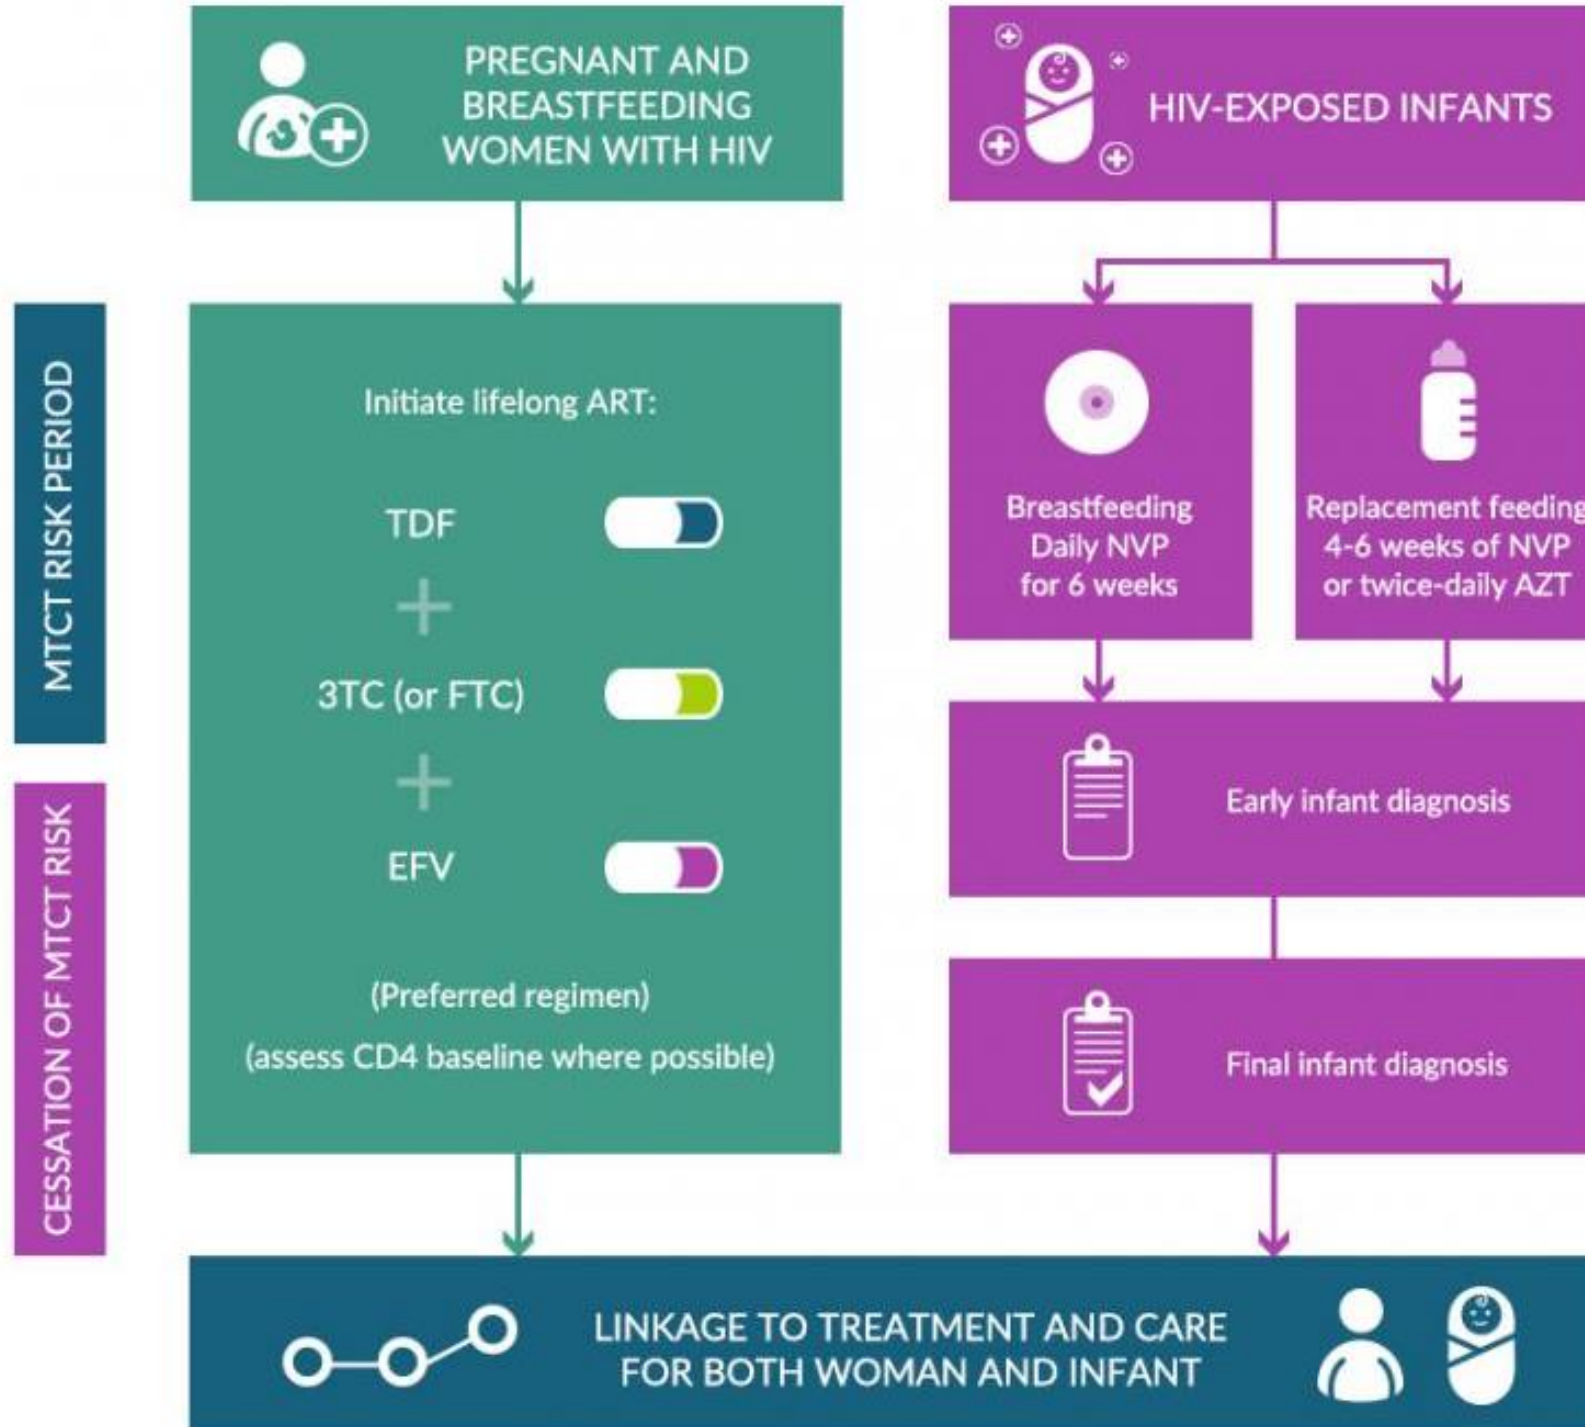 PREGNANT AND
BREASTFEEDING
WOMEN WITH HIV
HIV-EXPOSED INFANTS
MTCT RISK PERIOD
CESSATION OF MTCT RISK
Initiate lifelong ART:
TDF
+
3TC (or FTC)
+
EFV
(Preferred regimen)
(assess CD4 baseline where possible)
Breastfeeding
Daily NVP
for 6 weeks
Replacement feeding
4-6 weeks of NVP
or twice-daily AZT
Early infant diagnosis
Final infant diagnosis
LINKAGE TO TREATMENT AND CARE
FOR BOTH WOMAN AND INFANT